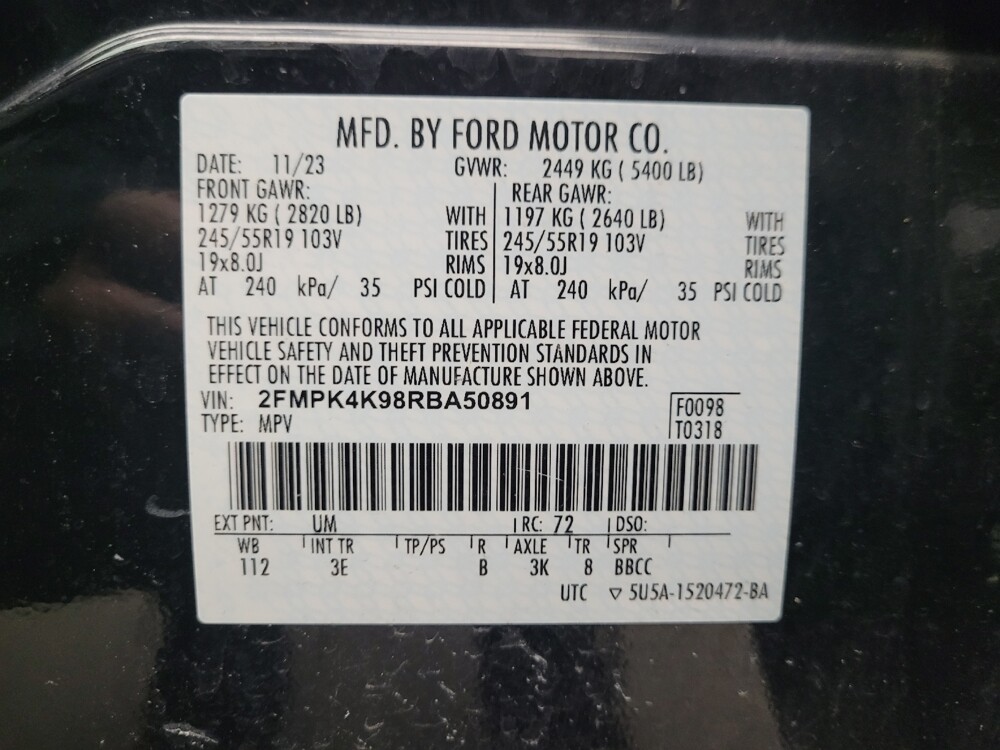 MFD. BY FORD MOTOR CO.
DATE: 11/23 GVWR: 2449 KG ( 5400 LB)
FRONT GAWR: REAR GAWR:
1279 KG ( 2820 LB) WITH 1197 KG ( 2640 LB) WITH
245/55R19 103V TIRES 245/55R19 103V TIRES
19x8.0J RIMS 19x8.0J RIMS
AT 240 kPa/ 35 PSI COLD AT 240 kPa/ 35 PSI COLD
THIS VEHICLE CONFORMS TO ALL APPLICABLE FEDERAL MOTOR
VEHICLE SAFETY AND THEFT PREVENTION STANDARDS IN
EFFECT ON THE DATE OF MANUFACTURE SHOWN ABOVE.
VIN: 2FMPK4K98RBA50891 F0098
TYPE: MPV T0318
EXT PNT: UM RC: 72 DSO:
WB INT TR TP/PS R AXLE TR SPR
112 3E B 3K 8 BBCC
UTC ▽ 5U5A-1520472-BA